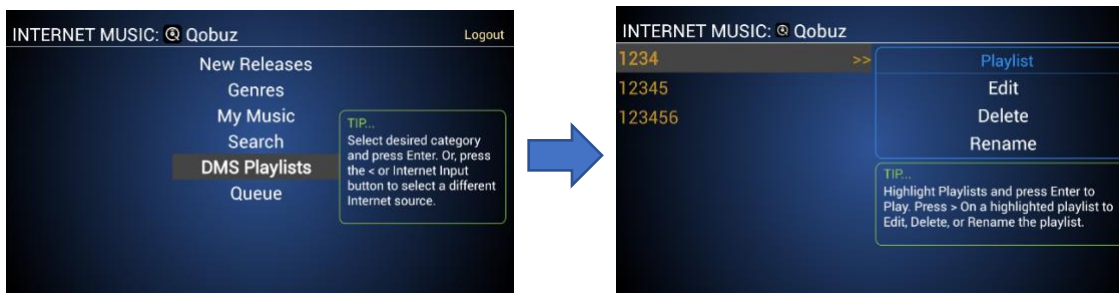 INTERNET MUSIC: Qobuz
Logout
New Releases
Genres
My Music
Search
DMS Playlists
Queue
TIP...
Select desired category
and press Enter. Or, press
the < or Internet Input
button to select a different
Internet source.
INTERNET MUSIC: Qobuz
1234 >>
12345
123456
Playlist
Edit
Delete
Rename
TIP...
Highlight Playlists and press Enter to
Play. Press > On a highlighted playlist to
Edit, Delete, or Rename the playlist.